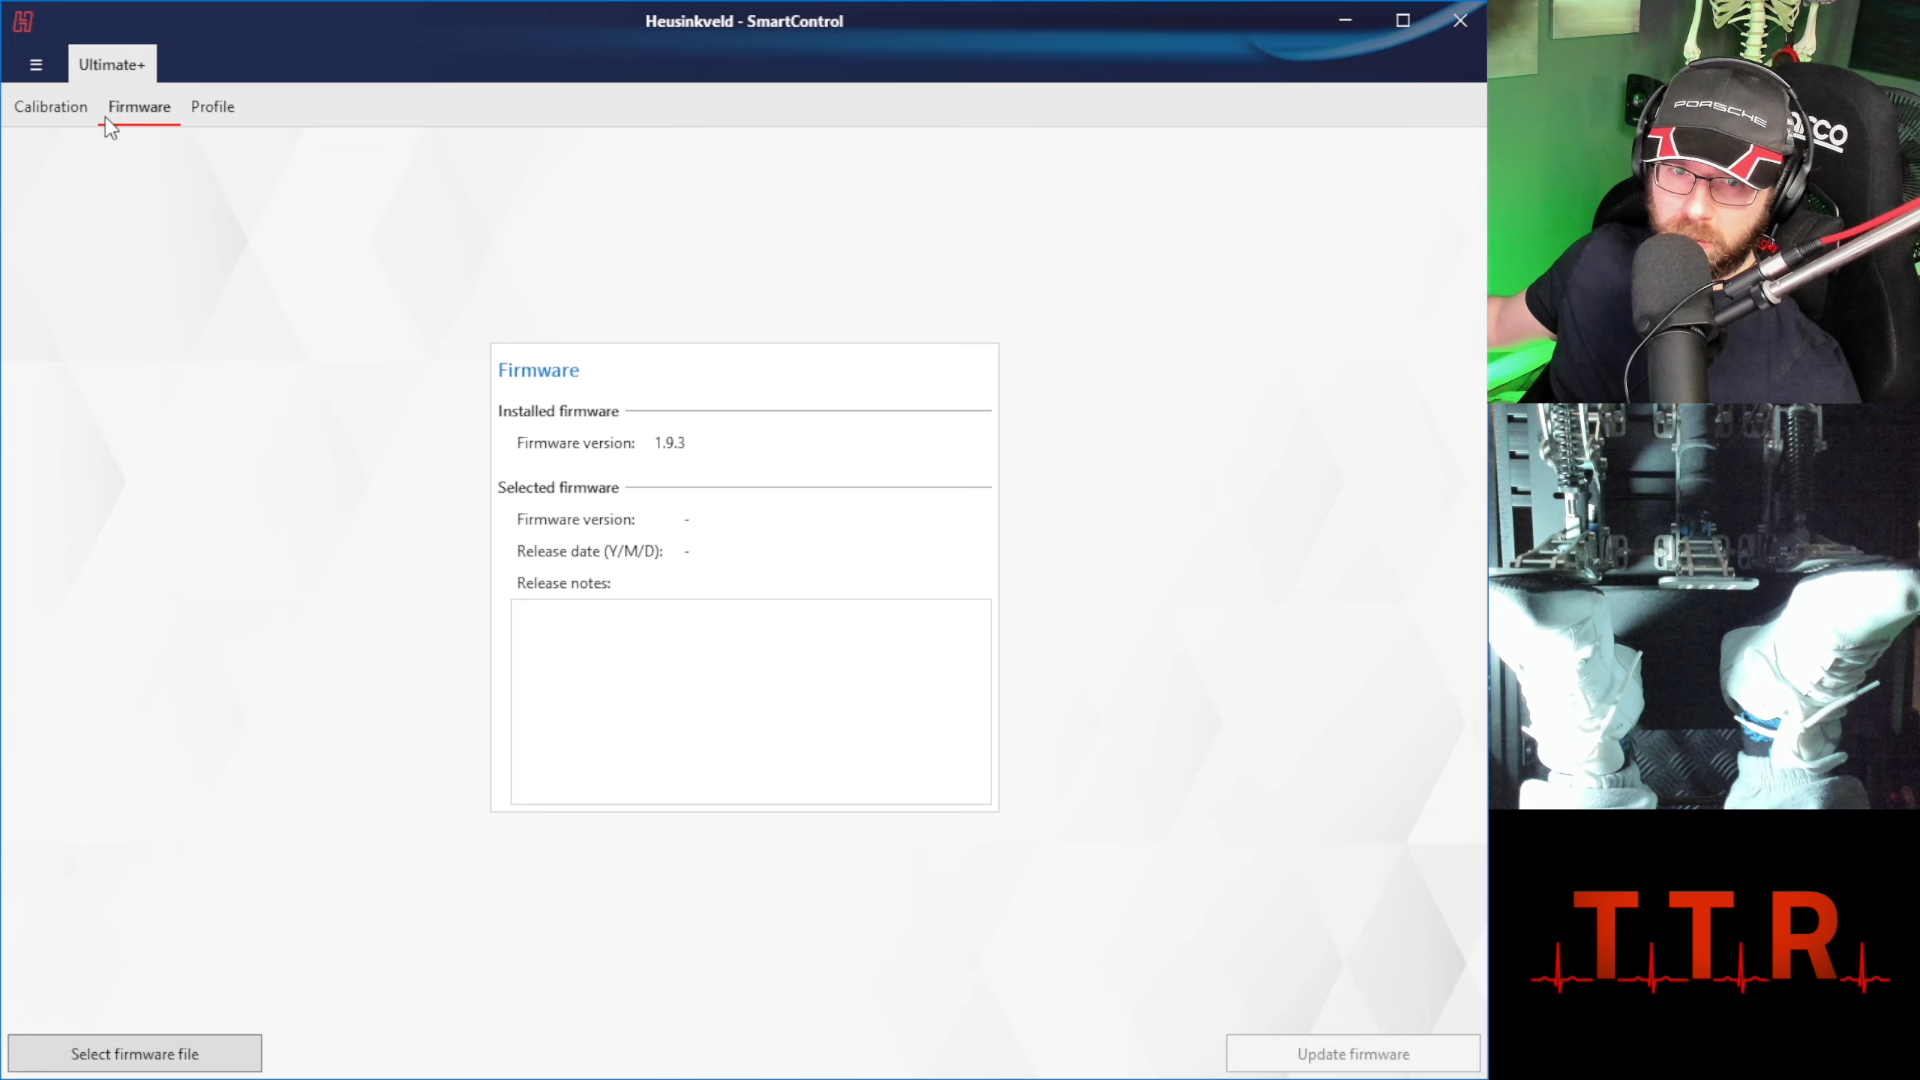 Heusinkveld - SmartControl
Ultimate+
Calibration Firmware Profile
Firmware
Installed firmware
Firmware version: 1.9.3
Selected firmware
Firmware version: -
Release date (Y/M/D): -
Release notes:
Select firmware file
Update firmware
PORSCHE
TTR